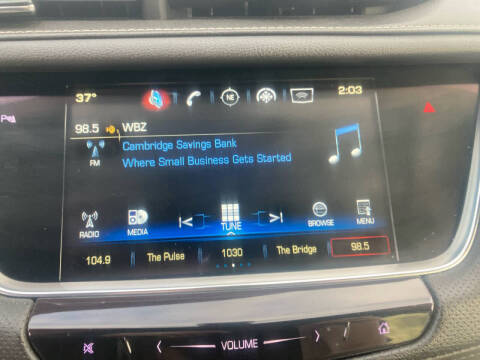 37° NE 2:03
98.5 WBZ
Cambridge Savings Bank
FM Where Small Business Gets Started
RADIO MEDIA TUNE BROWSE MENU
104.9 The Pulse 1030 The Bridge 98.5
VOLUME